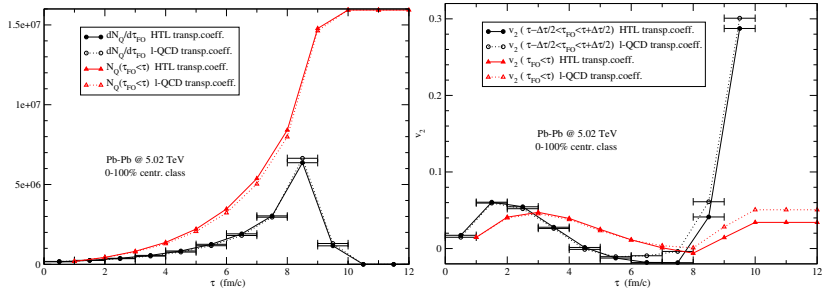 1.5e+07
1e+07
5e+06
0
dN_Q/dτ_FO HTL transp.coeff.
dN_Q/dτ_FO l-QCD transp.coeff.
N_Q(τ_FO<τ) HTL transp.coeff.
N_Q(τ_FO<τ) l-QCD transp.coeff.
Pb-Pb @ 5.02 TeV
0-100% centr. class
0 2 4 6 8 10 12
τ (fm/c)
0.3
0.2
0.1
0
v_2
v_2 ( τ−Δτ/2<τ_FO<τ+Δτ/2) HTL transp.coeff.
v_2 ( τ−Δτ/2<τ_FO<τ+Δτ/2) l-QCD transp.coeff.
v_2 (τ_FO<τ) HTL transp.coeff.
v_2 (τ_FO<τ) l-QCD transp.coeff.
Pb-Pb @ 5.02 TeV
0-100% centr. class
0 2 4 6 8 10 12
τ (fm/c)